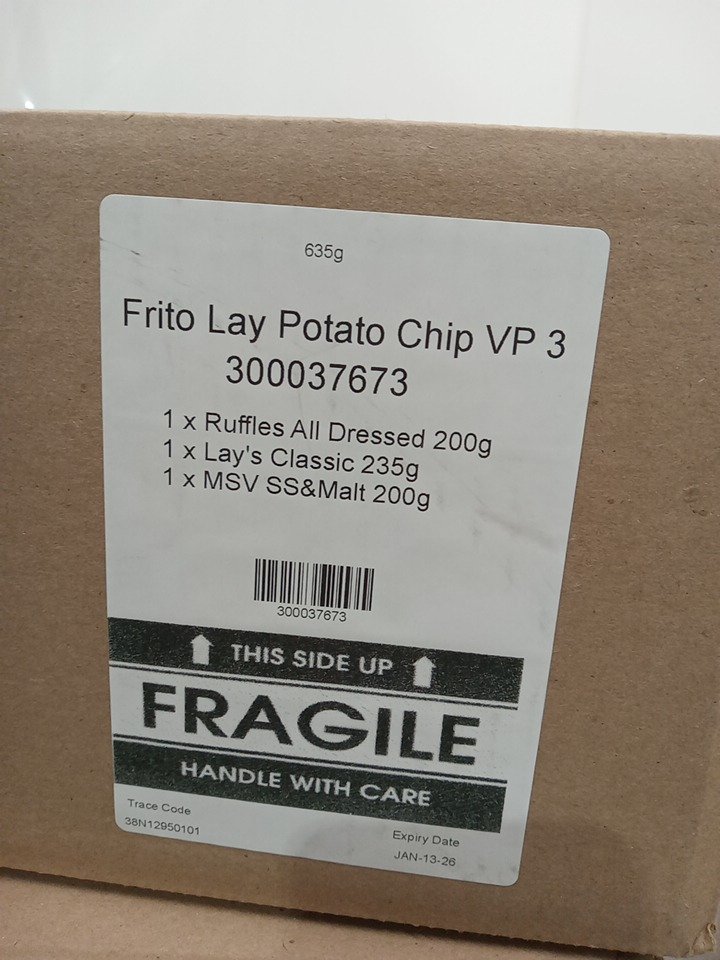 635g
Frito Lay Potato Chip VP 3
300037673
1 x Ruffles All Dressed 200g
1 x Lay's Classic 235g
1 x MSV SS&Malt 200g
300037673
THIS SIDE UP
FRAGILE
HANDLE WITH CARE
Trace Code
38N12950101
Expiry Date
JAN-13-26